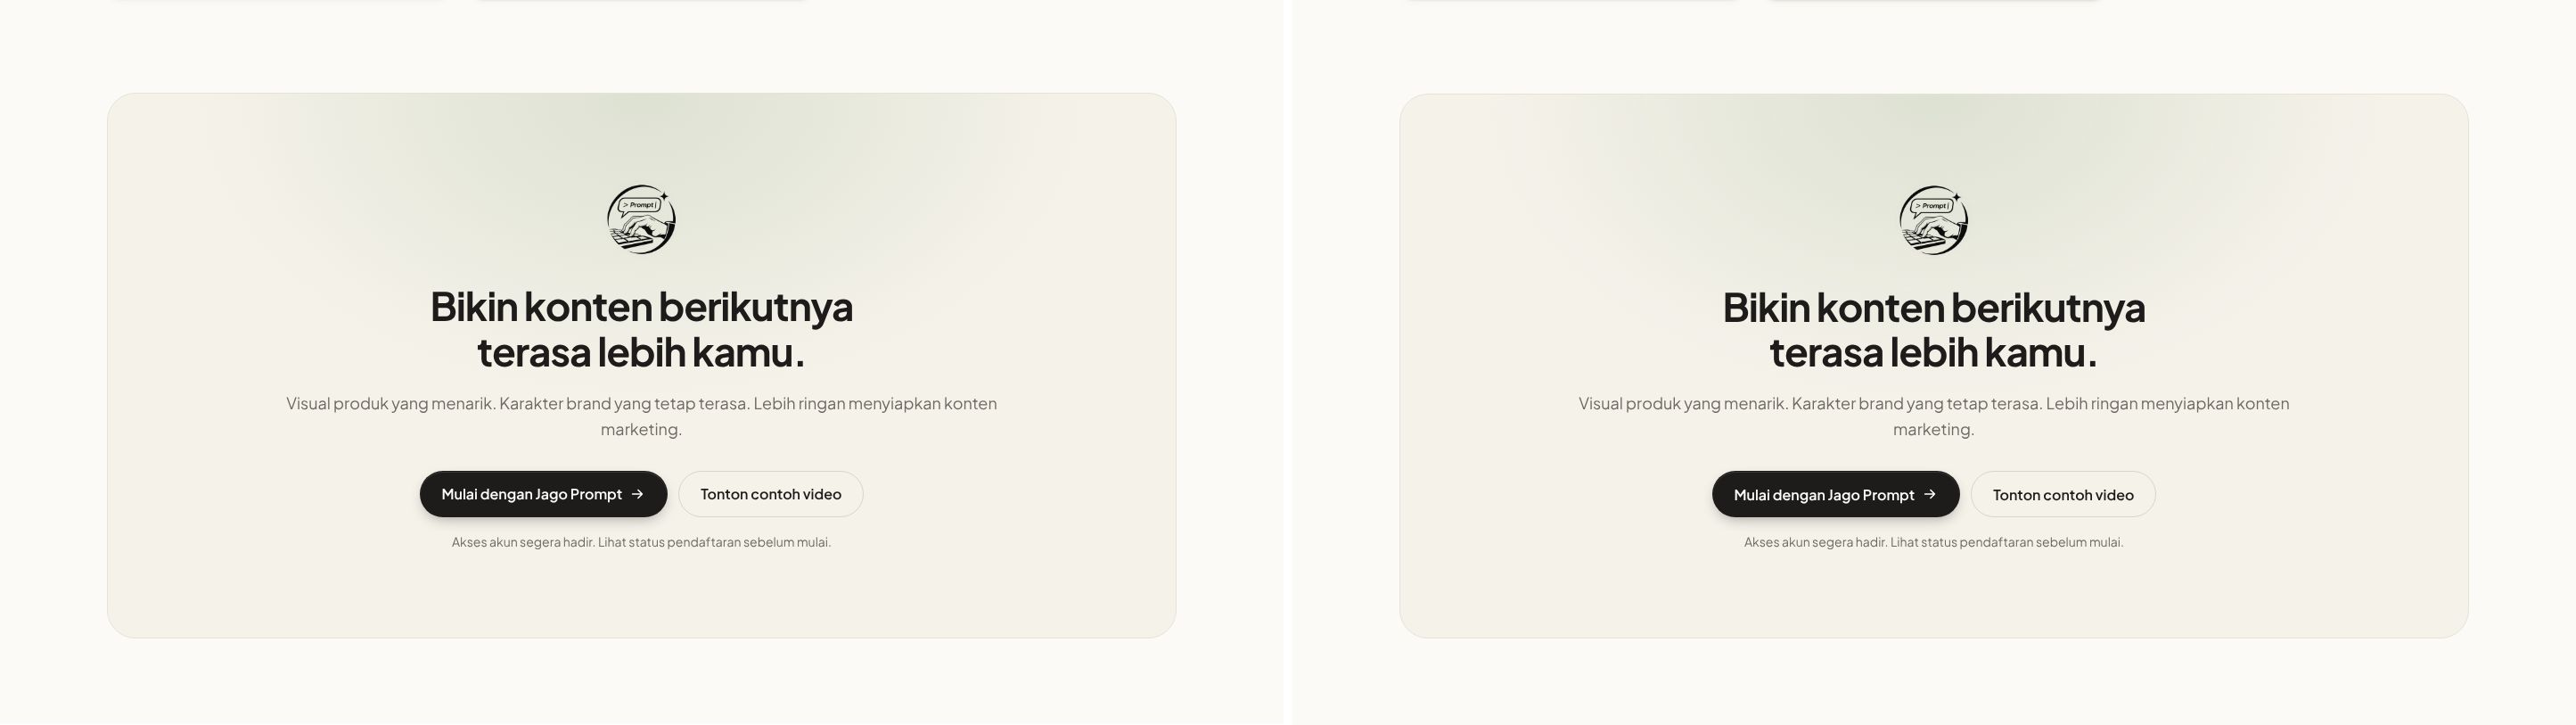 > Prompt |
Bikin konten berikutnya
terasa lebih kamu.
Visual produk yang menarik. Karakter brand yang tetap terasa. Lebih ringan menyiapkan konten
marketing.
Mulai dengan Jago Prompt →
Tonton contoh video
Akses akun segera hadir. Lihat status pendaftaran sebelum mulai.
> Prompt |
Bikin konten berikutnya
terasa lebih kamu.
Visual produk yang menarik. Karakter brand yang tetap terasa. Lebih ringan menyiapkan konten
marketing.
Mulai dengan Jago Prompt →
Tonton contoh video
Akses akun segera hadir. Lihat status pendaftaran sebelum mulai.